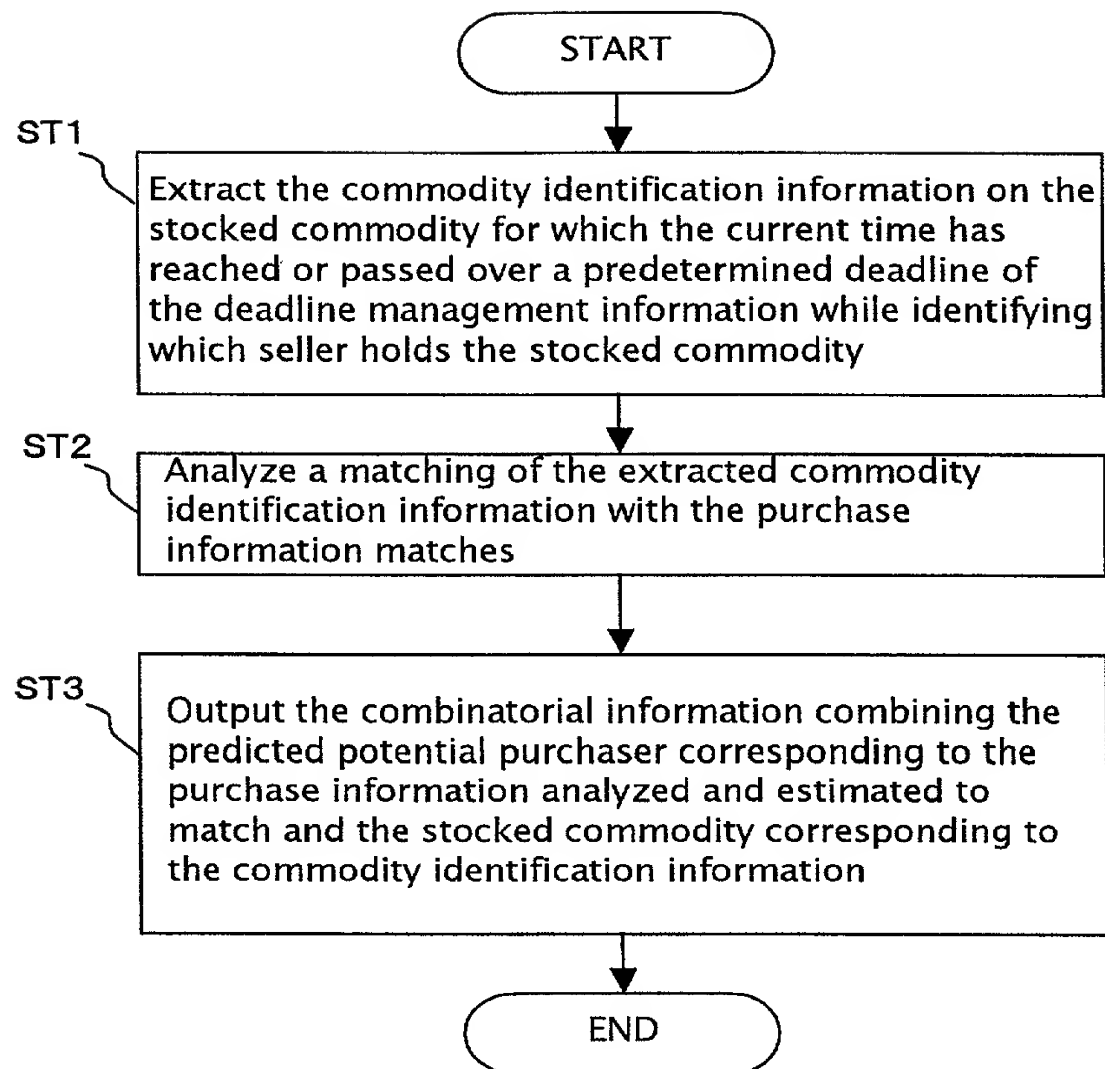 START
ST1
Extract the commodity identification information on the
stocked commodity for which the current time has
reached or passed over a predetermined deadline of
the deadline management information while identifying
which seller holds the stocked commodity
ST2
Analyze a matching of the extracted commodity
identification information with the purchase
information matches
ST3
Output the combinatorial information combining the
predicted potential purchaser corresponding to the
purchase information analyzed and estimated to
match and the stocked commodity corresponding to
the commodity identification information
END